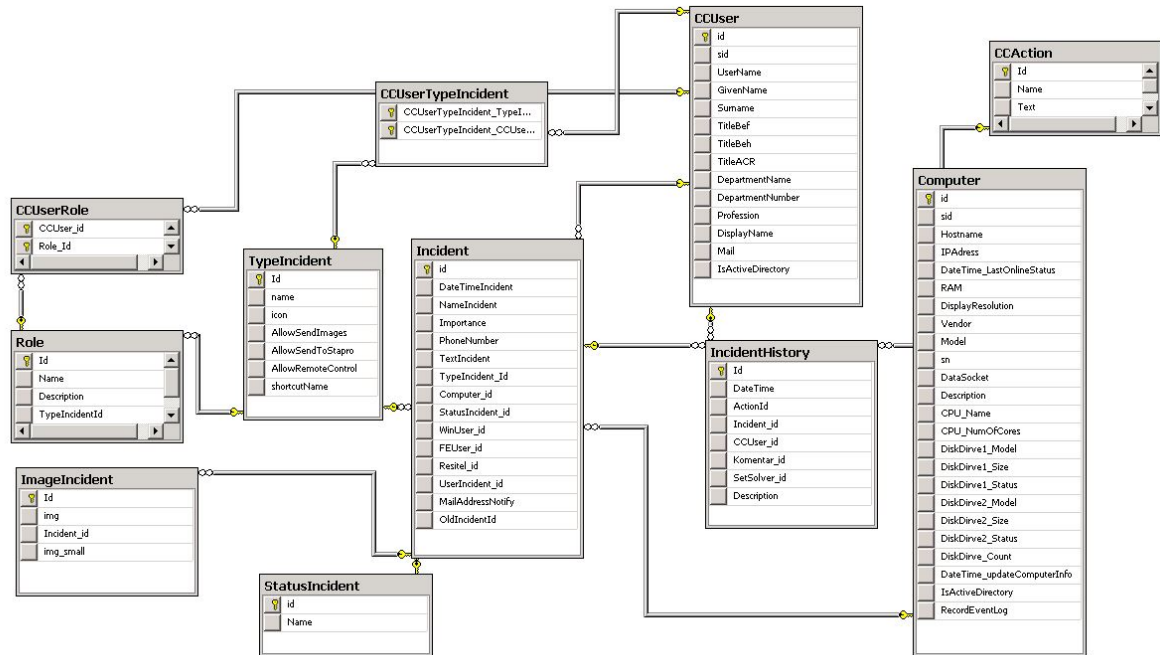 CCUser
id
sid
UserName
GivenName
Surname
TitleBef
TitleBeh
TitleACR
DepartmentName
DepartmentNumber
Profession
DisplayName
Mail
IsActiveDirectory
CCAction
Id
Name
Text
CCUserTypeIncident
CCUserTypeIncident_TypeI...
CCUserTypeIncident_CCUse...
Computer
id
sid
Hostname
IPAdress
DateTime_LastOnlineStatus
RAM
DisplayResolution
Vendor
Model
sn
DataSocket
Description
CPU_Name
CPU_NumOfCores
DiskDirve1_Model
DiskDirve1_Size
DiskDirve1_Status
DiskDirve2_Model
DiskDirve2_Size
DiskDirve2_Status
DiskDirve_Count
DateTime_updateComputerInfo
IsActiveDirectory
RecordEventLog
CCUserRole
CCUser_id
Role_Id
TypeIncident
Id
name
icon
AllowSendImages
AllowSendToStapro
AllowRemoteControl
shortcutName
Incident
id
DateTimeIncident
NameIncident
Importance
PhoneNumber
TextIncident
TypeIncident_Id
Computer_id
StatusIncident_id
WinUser_id
FEUser_id
Resitel_id
UserIncident_id
MailAddressNotify
OldIncidentId
Role
Id
Name
Description
TypeIncidentId
IncidentHistory
Id
DateTime
ActionId
Incident_id
CCUser_id
Komentar_id
SetSolver_id
Description
ImageIncident
Id
img
Incident_id
img_small
StatusIncident
id
Name